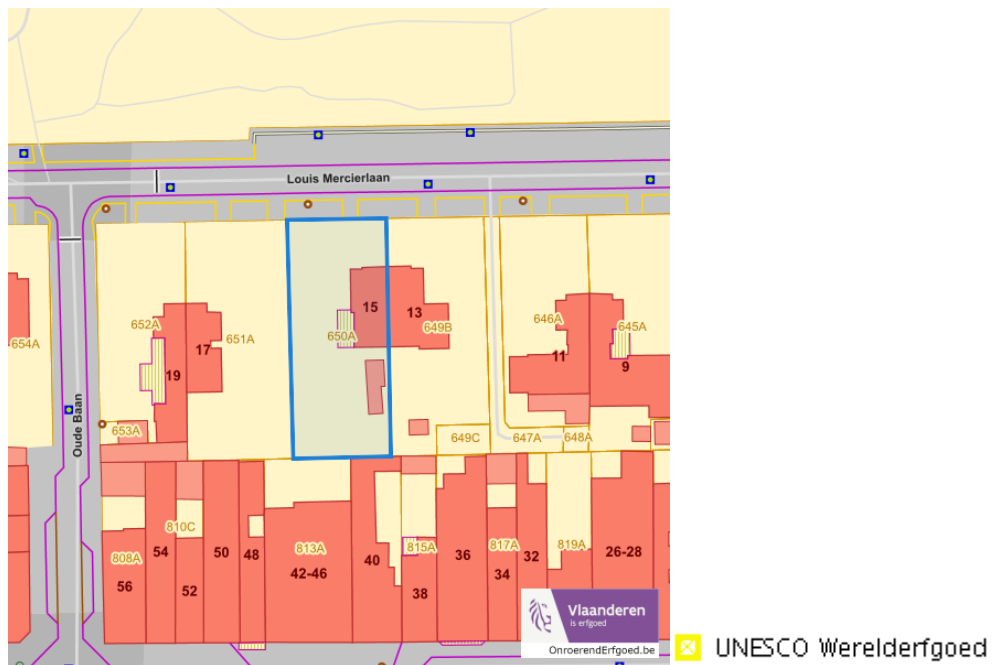 Louis Mercierlaan
Oude Baan
654A
652A
651A
19
17
653A
650A
15
13
649B
649C
647A
648A
646A
11
645A
9
808A
56
54
810C
52
50
48
813A
42-46
40
815A
38
36
817A
34
32
819A
26-28
Vlaanderen
is erfgoed
OnroerendErfgoed.be
UNESCO Werelderfgoed